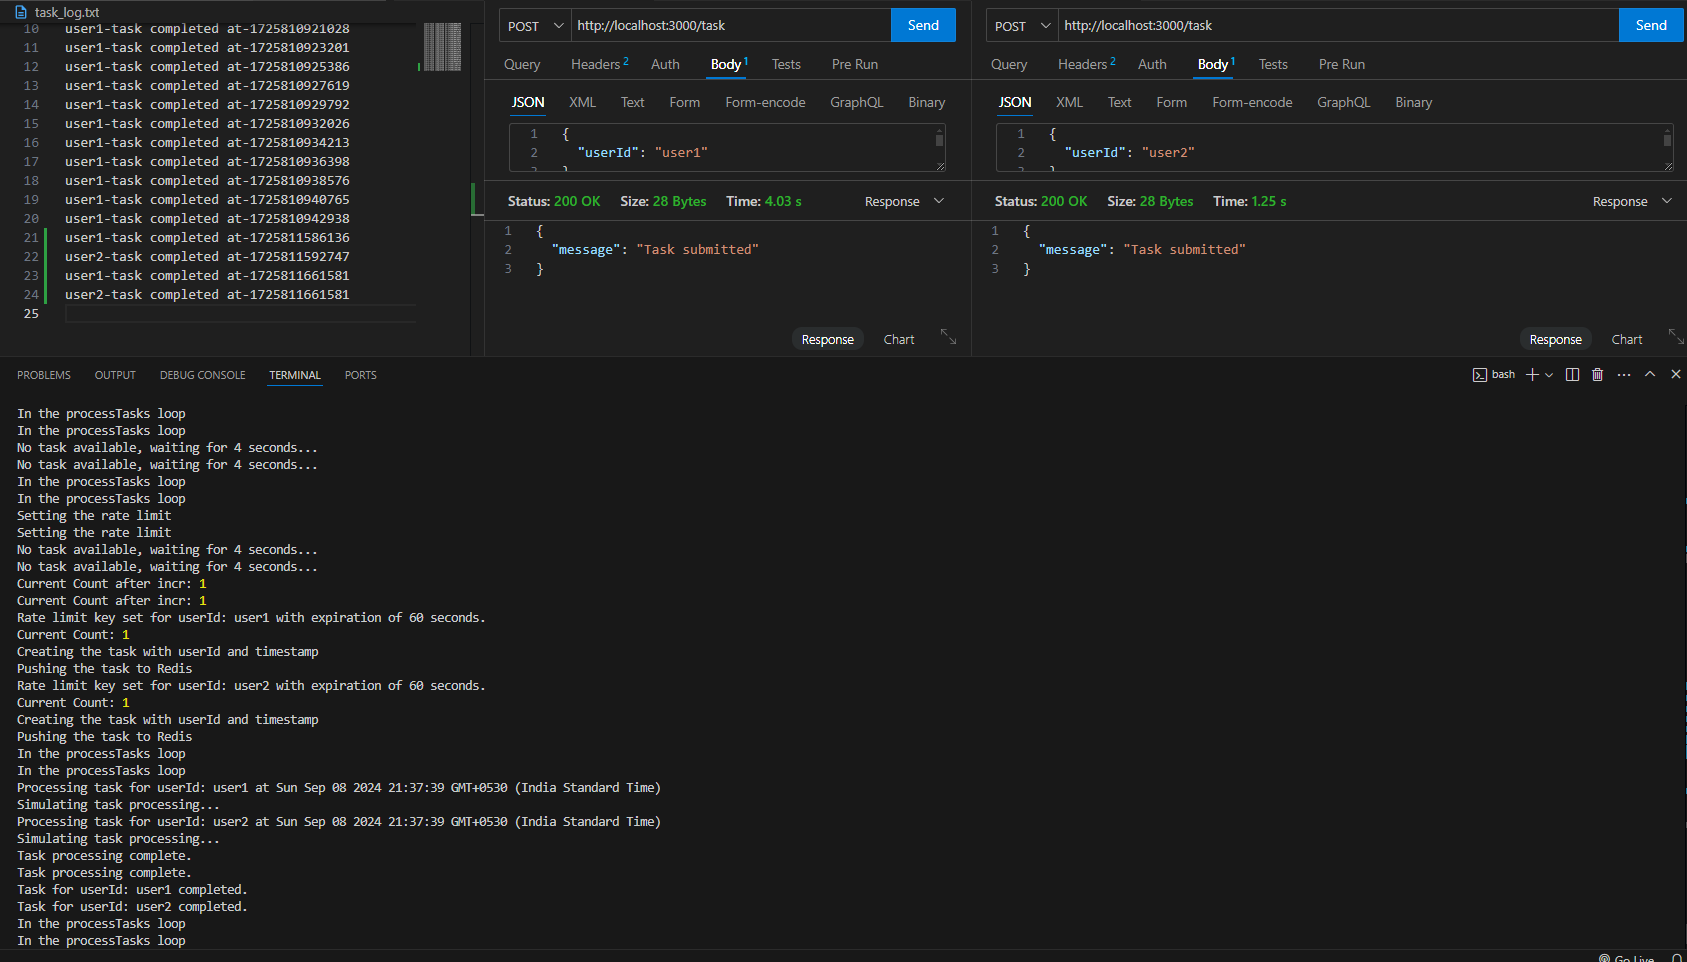 task_log.txt
10 user1-task completed at-1725810921028
11 user1-task completed at-1725810923201
12 user1-task completed at-1725810925386
13 user1-task completed at-1725810927619
14 user1-task completed at-1725810929792
15 user1-task completed at-1725810932026
16 user1-task completed at-1725810934213
17 user1-task completed at-1725810936398
18 user1-task completed at-1725810938576
19 user1-task completed at-1725810940765
20 user1-task completed at-1725810942938
21 user1-task completed at-1725811586136
22 user2-task completed at-1725811592747
23 user1-task completed at-1725811661581
24 user2-task completed at-1725811661581
25
POST http://localhost:3000/task Send
Query Headers 2 Auth Body 1 Tests Pre Run
JSON XML Text Form Form-encode GraphQL Binary
1 {
2 "userId": "user1"
3 }
Status: 200 OK Size: 28 Bytes Time: 4.03 s Response
1 {
2 "message": "Task submitted"
3 }
Response Chart
POST http://localhost:3000/task Send
Query Headers 2 Auth Body 1 Tests Pre Run
JSON XML Text Form Form-encode GraphQL Binary
1 {
2 "userId": "user2"
3 }
Status: 200 OK Size: 28 Bytes Time: 1.25 s Response
1 {
2 "message": "Task submitted"
3 }
Response Chart
PROBLEMS OUTPUT DEBUG CONSOLE TERMINAL PORTS bash
In the processTasks loop
In the processTasks loop
No task available, waiting for 4 seconds...
No task available, waiting for 4 seconds...
In the processTasks loop
In the processTasks loop
Setting the rate limit
Setting the rate limit
No task available, waiting for 4 seconds...
No task available, waiting for 4 seconds...
Current Count after incr: 1
Current Count after incr: 1
Rate limit key set for userId: user1 with expiration of 60 seconds.
Current Count: 1
Creating the task with userId and timestamp
Pushing the task to Redis
Rate limit key set for userId: user2 with expiration of 60 seconds.
Current Count: 1
Creating the task with userId and timestamp
Pushing the task to Redis
In the processTasks loop
In the processTasks loop
Processing task for userId: user1 at Sun Sep 08 2024 21:37:39 GMT+0530 (India Standard Time)
Simulating task processing...
Processing task for userId: user2 at Sun Sep 08 2024 21:37:39 GMT+0530 (India Standard Time)
Simulating task processing...
Task processing complete.
Task processing complete.
Task for userId: user1 completed.
Task for userId: user2 completed.
In the processTasks loop
In the processTasks loop
Go Live